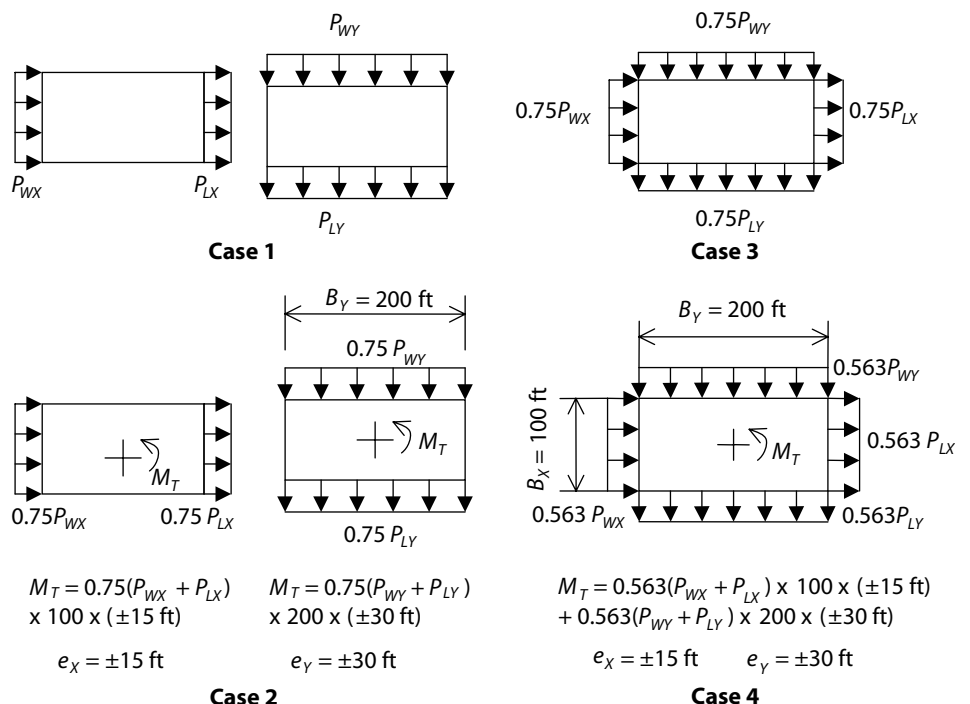 P_WY
P_WX
P_LX
P_LY
Case 1
0.75P_WY
0.75P_WX
0.75P_LX
0.75P_LY
Case 3
M_T
0.75P_WX
0.75 P_LX
B_Y = 200 ft
0.75 P_WY
M_T
0.75 P_LY
M_T = 0.75(P_WX + P_LX)
x 100 x (±15 ft)
e_X = ±15 ft
M_T = 0.75(P_WY + P_LY)
x 200 x (±30 ft)
e_Y = ±30 ft
Case 2
B_Y = 200 ft
0.563P_WY
B_X = 100 ft
M_T
0.563 P_LX
0.563 P_WX
0.563P_LY
M_T = 0.563(P_WX + P_LX) x 100 x (±15 ft)
+ 0.563(P_WY + P_LY) x 200 x (±30 ft)
e_X = ±15 ft e_Y = ±30 ft
Case 4